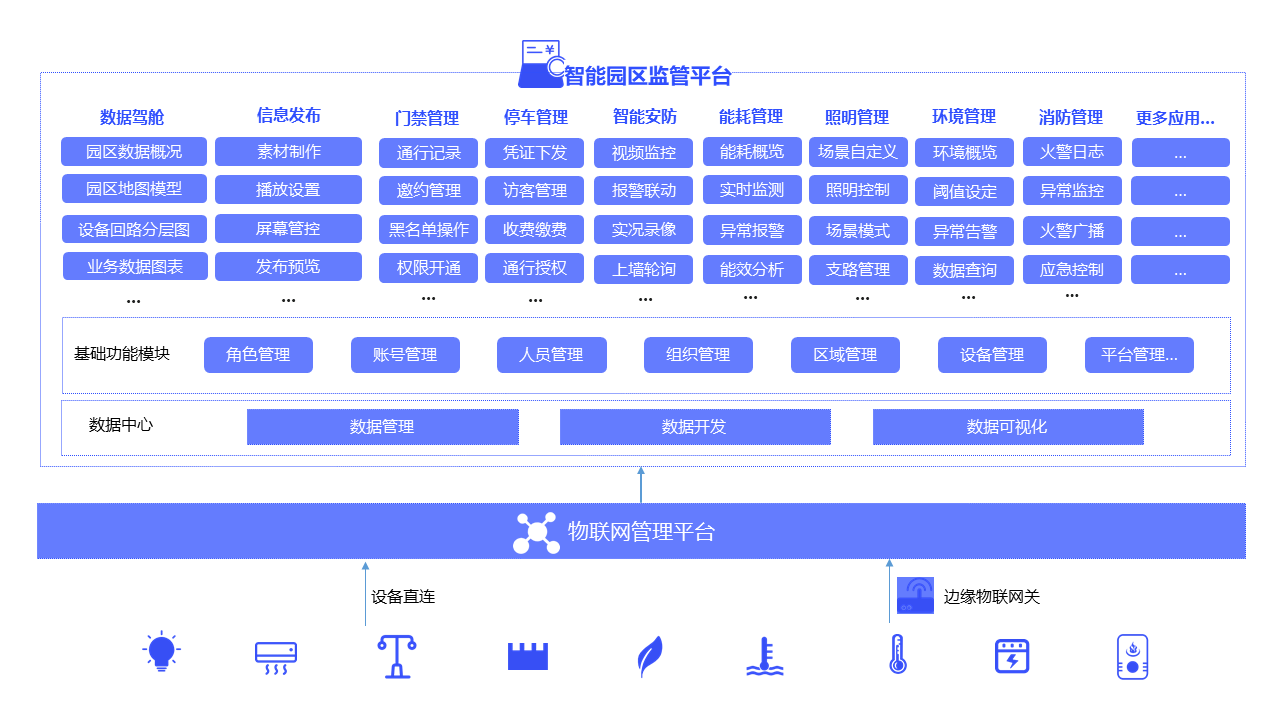 智能园区监管平台
数据驾舱 信息发布 门禁管理 停车管理 智能安防 能耗管理 照明管理 环境管理 消防管理 更多应用...
园区数据概况 素材制作 通行记录 凭证下发 视频监控 能耗概览 场景自定义 环境概览 火警日志 ...
园区地图模型 播放设置 邀约管理 访客管理 报警联动 实时监测 照明控制 阈值设定 异常监控 ...
设备回路分层图 屏幕管控 黑名单操作 收费缴费 实况录像 异常报警 场景模式 异常告警 火警广播 ...
业务数据图表 发布预览 权限开通 通行授权 上墙轮询 能效分析 支路管理 数据查询 应急控制 ...
... ... ... ... ... ... ... ... ...
基础功能模块 角色管理 账号管理 人员管理 组织管理 区域管理 设备管理 平台管理...
数据中心 数据管理 数据开发 数据可视化
物联网管理平台
设备直连 边缘物联网关